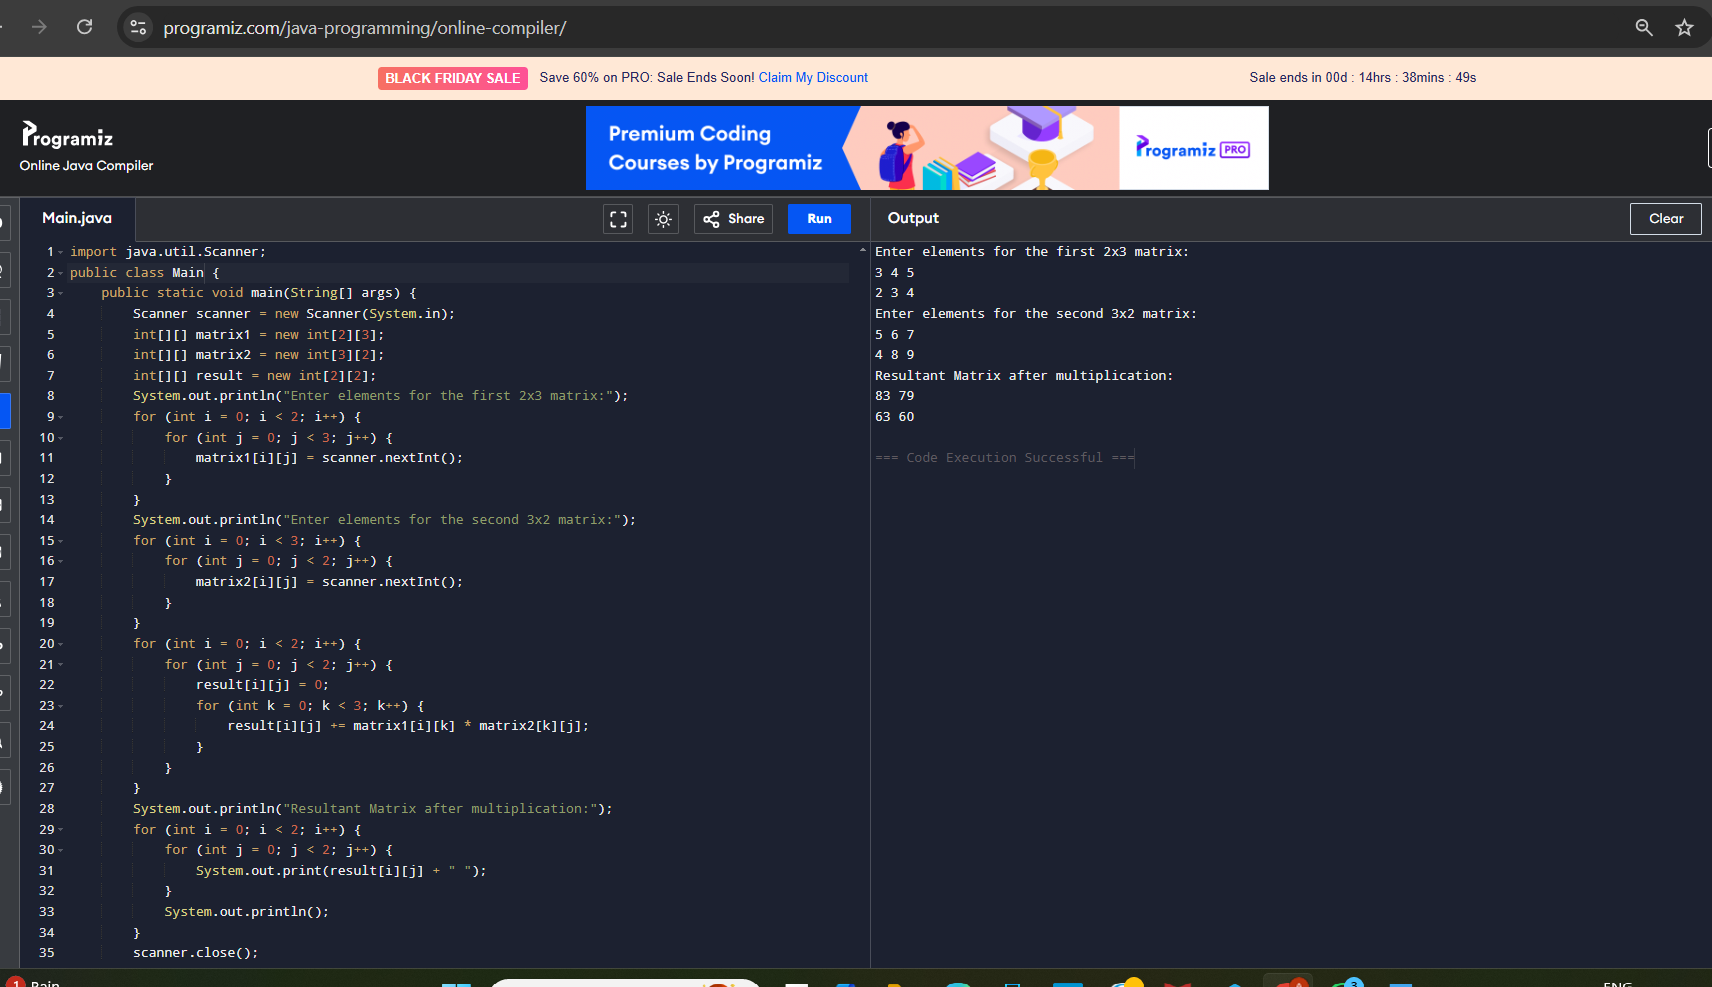 programiz.com/java-programming/online-compiler/
BLACK FRIDAY SALE Save 60% on PRO: Sale Ends Soon! Claim My Discount Sale ends in 00d : 14hrs : 38mins : 49s
Programiz
Online Java Compiler
Premium Coding
Courses by Programiz
Programiz PRO
Main.java Share Run
1 import java.util.Scanner;
2 public class Main {
3     public static void main(String[] args) {
4         Scanner scanner = new Scanner(System.in);
5         int[][] matrix1 = new int[2][3];
6         int[][] matrix2 = new int[3][2];
7         int[][] result = new int[2][2];
8         System.out.println("Enter elements for the first 2x3 matrix:");
9         for (int i = 0; i < 2; i++) {
10             for (int j = 0; j < 3; j++) {
11                 matrix1[i][j] = scanner.nextInt();
12             }
13         }
14         System.out.println("Enter elements for the second 3x2 matrix:");
15         for (int i = 0; i < 3; i++) {
16             for (int j = 0; j < 2; j++) {
17                 matrix2[i][j] = scanner.nextInt();
18             }
19         }
20         for (int i = 0; i < 2; i++) {
21             for (int j = 0; j < 2; j++) {
22                 result[i][j] = 0;
23                 for (int k = 0; k < 3; k++) {
24                     result[i][j] += matrix1[i][k] * matrix2[k][j];
25                 }
26             }
27         }
28         System.out.println("Resultant Matrix after multiplication:");
29         for (int i = 0; i < 2; i++) {
30             for (int j = 0; j < 2; j++) {
31                 System.out.print(result[i][j] + " ");
32             }
33             System.out.println();
34         }
35         scanner.close();
Output Clear
Enter elements for the first 2x3 matrix:
3 4 5
2 3 4
Enter elements for the second 3x2 matrix:
5 6 7
4 8 9
Resultant Matrix after multiplication:
83 79
63 60
=== Code Execution Successful ===
1 Rain
3
ENG